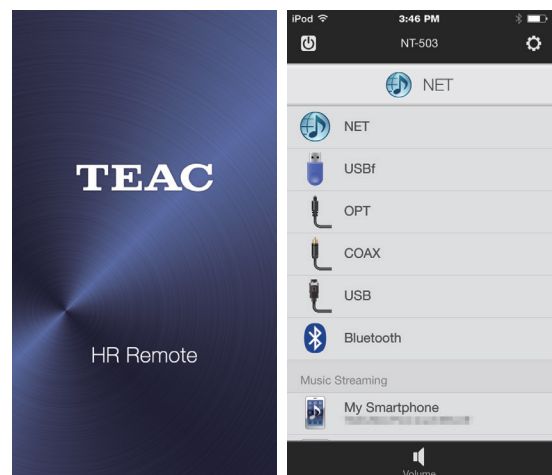 TEAC
HR Remote
iPod 3:46 PM
NT-503
NET
NET
USBf
OPT
COAX
USB
Bluetooth
Music Streaming
My Smartphone
Volume